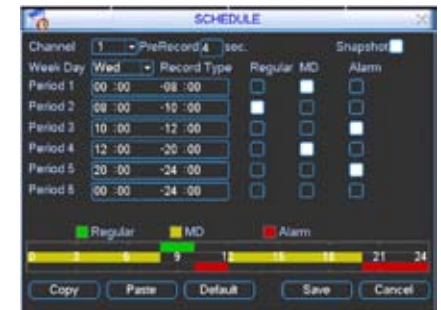 SCHEDULE
Channel 1 PreRecord 4 sec. Snapshot
Week Day Wed Record Type Regular MD Alarm
Period 1 00 :00 -08 :00
Period 2 08 :00 -10 :00
Period 3 10 :00 -12 :00
Period 4 12 :00 -20 :00
Period 5 20 :00 -24 :00
Period 6 00 :00 -24 :00
Regular MD Alarm
0 3 6 9 12 15 18 21 24
Copy Paste Default Save Cancel